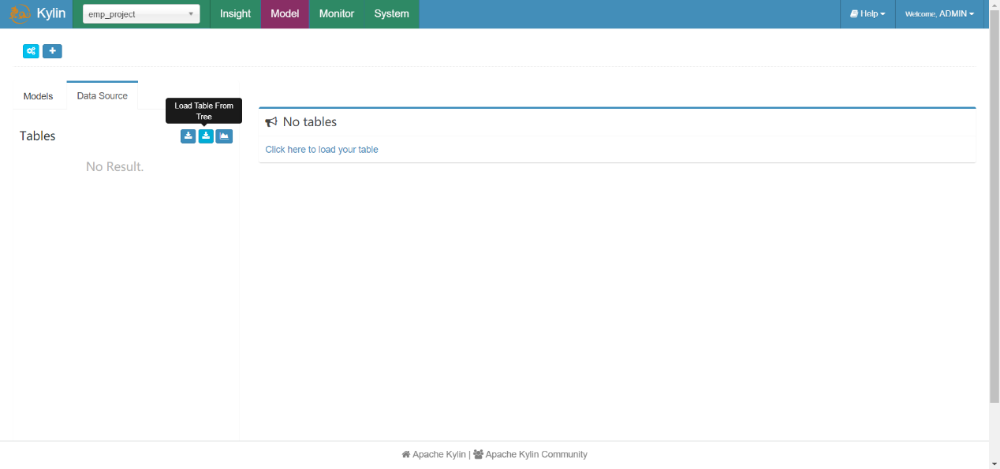 Kylin
emp_project
Insight
Model
Monitor
System
Help
Welcome, ADMIN
Models
Data Source
Load Table From
Tree
Tables
No Result.
No tables
Click here to load your table
Apache Kylin | Apache Kylin Community